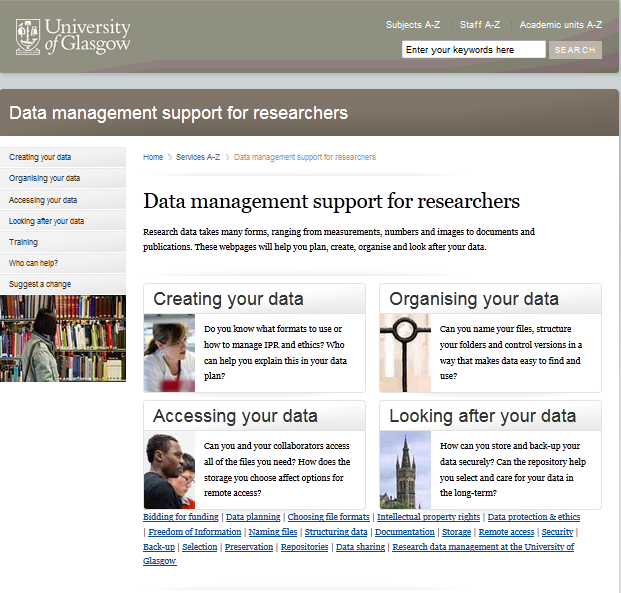 University
of Glasgow
Subjects A-Z
Staff A-Z
Academic units A-Z
Enter your keywords here
SEARCH
Data management support for researchers
Creating your data
Organising your data
Accessing your data
Looking after your data
Training
Who can help?
Suggest a change
Home
Services A-Z
Data management support for researchers
Data management support for researchers
Research data takes many forms, ranging from measurements, numbers and images to documents and
publications. These webpages will help you plan, create, organise and look after your data.
Creating your data
Do you know what formats to use or
how to manage IPR and ethics? Who
can help you explain this in your data
plan?
Organising your data
Can you name your files, structure
your folders and control versions in a
way that makes data easy to find and
use?
Accessing your data
Can you and your collaborators access
all of the files you need? How does the
storage you choose affect options for
remote access?
Looking after your data
How can you store and back-up your
data securely? Can the repository help
you select and care for your data in
the long-term?
Bidding for funding | Data planning | Choosing file formats | Intellectual property rights | Data protection & ethics
| Freedom of Information | Naming files | Structuring data | Documentation | Storage | Remote access | Security |
Back-up | Selection | Preservation | Repositories | Data sharing | Research data management at the University of
Glasgow